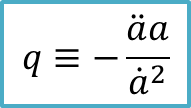 q ≡ − äa / ȧ²